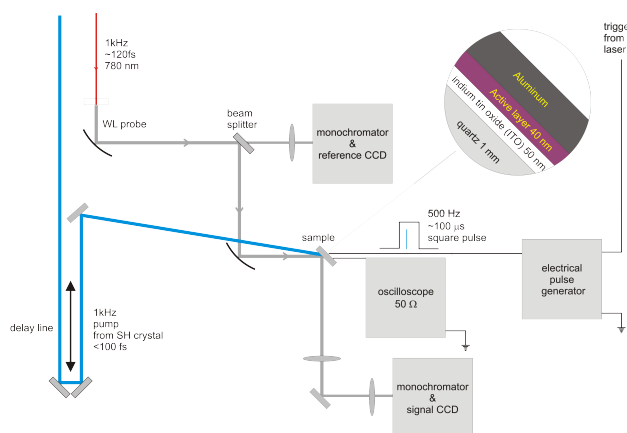 1kHz
~120fs
780 nm
WL probe
beam
splitter
monochromator
&
reference CCD
trigge
from
laser
Aluminum
Active layer 40 nm
indium tin oxide (ITO) 50 nm
quartz 1 mm
sample
500 Hz
~100 µs
square pulse
electrical
pulse
generator
oscilloscope
50 Ω
delay line
1kHz
pump
from SH crystal
<100 fs
monochromator
&
signal CCD